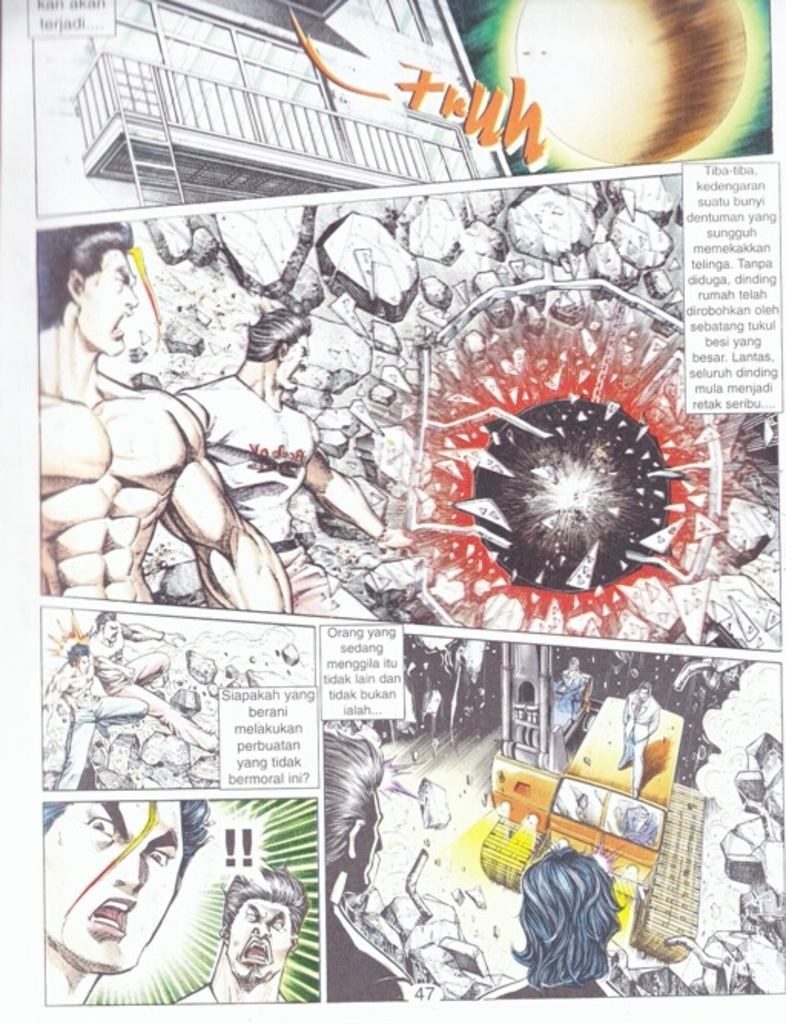 kan akan
terjadi....
Fruh
Tiba-tiba,
kedengaran
suatu bunyi
dentuman yang
sungguh
memekakkan
telinga. Tanpa
diduga, dinding
rumah telah
dirobohkan oleh
sebatang tukul
besi yang
besar. Lantas,
seluruh dinding
mula menjadi
retak seribu....
Siapakah yang
berani
melakukan
perbuatan
yang tidak
bermoral ini?
Orang yang
sedang
menggila itu
tidak lain dan
tidak bukan
ialah...
!!
47